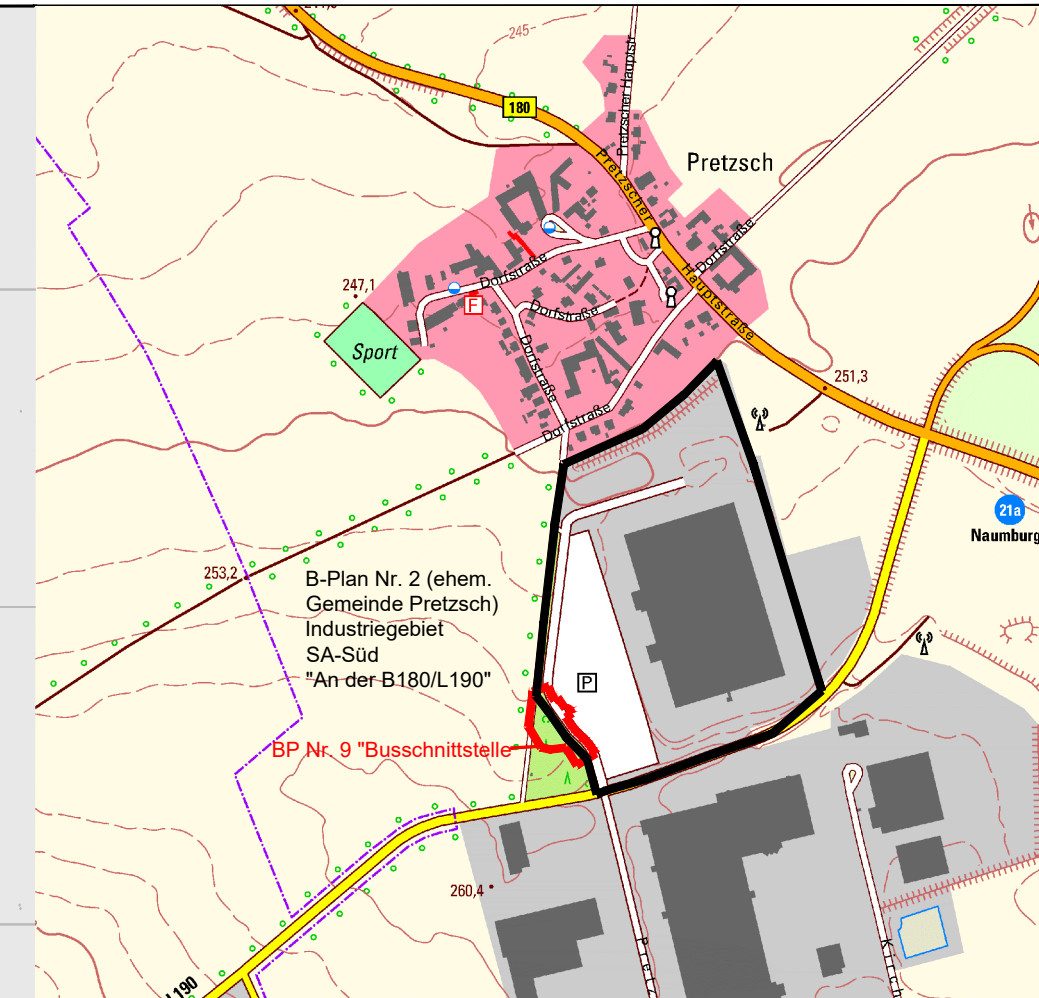 245
180
Pretzscher Hauptstr
Pretzsch
Pretzscher
Hauptstraße
Dorfstraße
Dorfstraße
Dorfstraße
Dorfstraße
Dorfstraße
247,1
F
Sport
251,3
21a
Naumburg
253,2
B-Plan Nr. 2 (ehem.
Gemeinde Pretzsch)
Industriegebiet
SA-Süd
"An der B180/L190"
P
BP Nr. 9 "Busschnittstelle"
260,4
L190
Pretz
Kirch